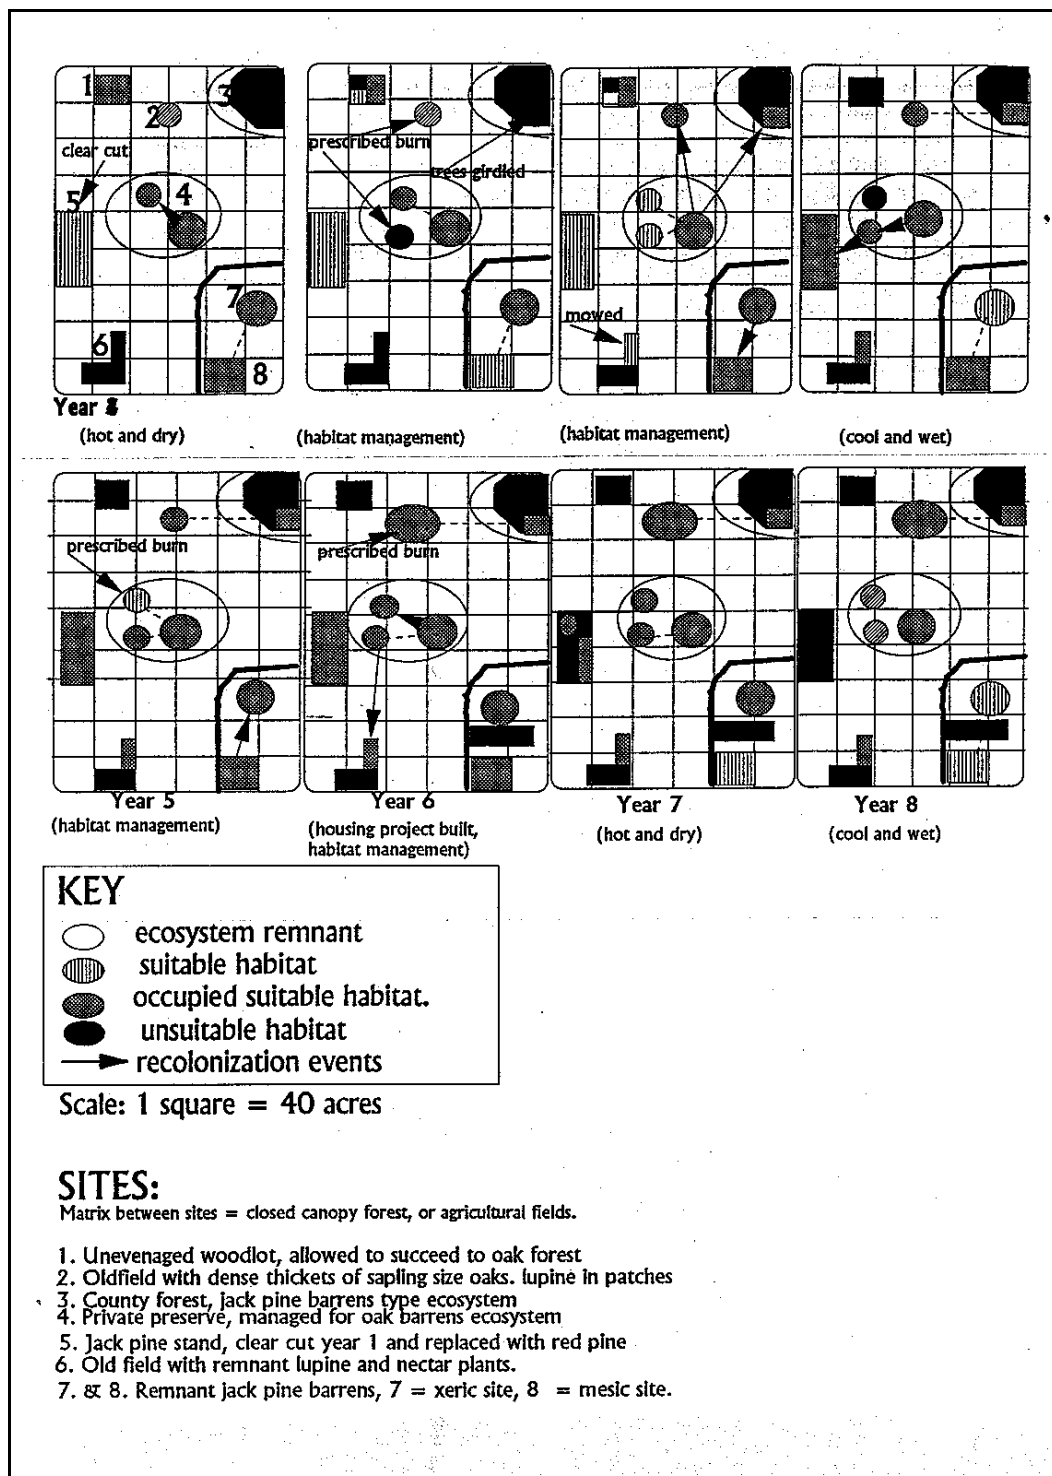 1
2
3
clear cut
4
5
7
6
8
Year
(hot and dry)
prescribed burn
trees girdled
(habitat management)
mowed
(habitat management)
(cool and wet)
prescribed burn
Year 5
(habitat management)
prescribed burn
Year 6
(housing project built,
habitat management)
Year 7
(hot and dry)
Year 8
(cool and wet)
KEY
ecosystem remnant
suitable habitat
occupied suitable habitat.
unsuitable habitat
recolonization events
Scale: 1 square = 40 acres
SITES:
Matrix between sites = closed canopy forest, or agricultural fields.
1. Unevenaged woodlot, allowed to succeed to oak forest
2. Oldfield with dense thickets of sapling size oaks. lupine in patches
3. County forest, jack pine barrens type ecosystem
4. Private preserve, managed for oak barrens ecosystem
5. Jack pine stand, clear cut year 1 and replaced with red pine
6. Old field with remnant lupine and nectar plants.
7. & 8. Remnant jack pine barrens, 7 = xeric site, 8 = mesic site.